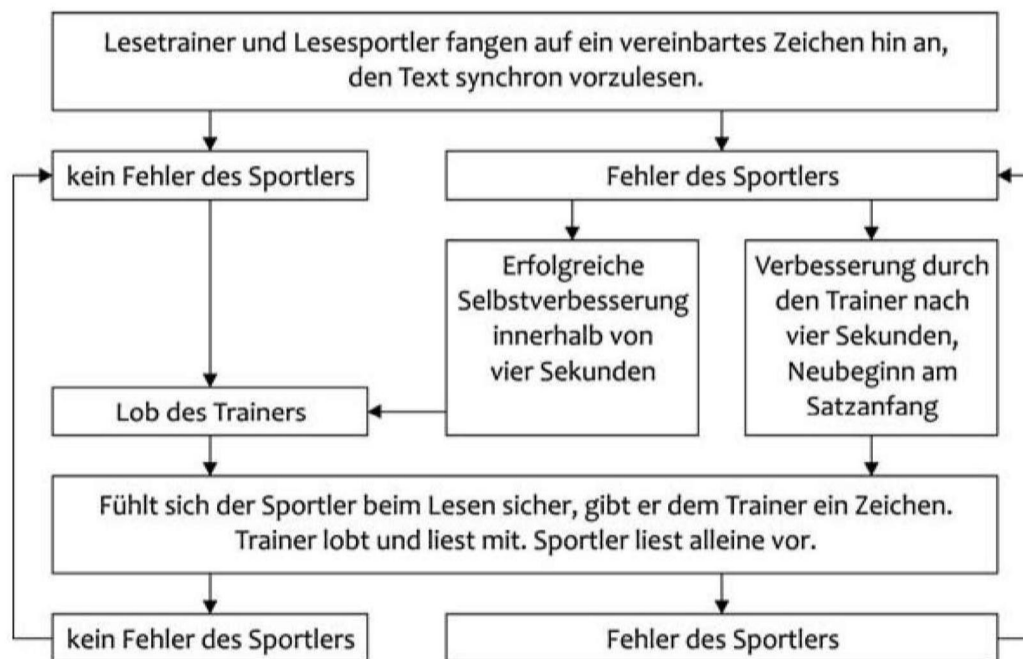 Lesetrainer und Lesesportler fangen auf ein vereinbartes Zeichen hin an,
den Text synchron vorzulesen.
kein Fehler des Sportlers
Fehler des Sportlers
Erfolgreiche
Selbstverbesserung
innerhalb von
vier Sekunden
Verbesserung durch
den Trainer nach
vier Sekunden,
Neubeginn am
Satzanfang
Lob des Trainers
Fühlt sich der Sportler beim Lesen sicher, gibt er dem Trainer ein Zeichen.
Trainer lobt und liest mit. Sportler liest alleine vor.
kein Fehler des Sportlers
Fehler des Sportlers